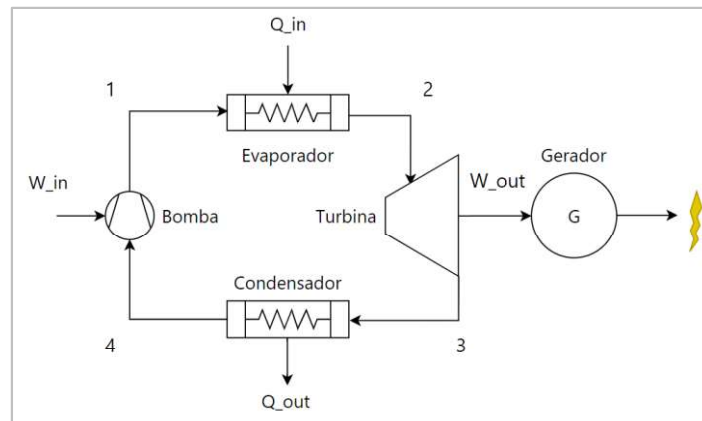 Q_in
1
2
Evaporador
Gerador
W_in
W_out
Bomba
Turbina
G
Condensador
4
3
Q_out